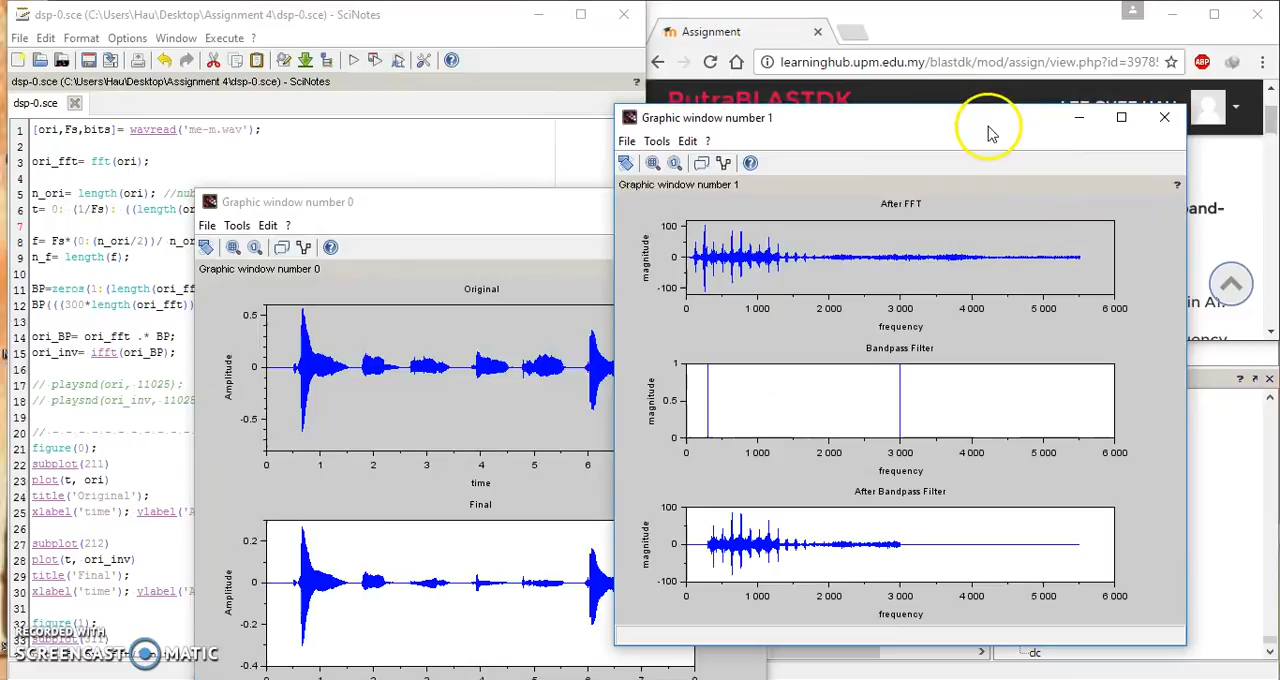 dsp-0.sce (C:\Users\Hau\Desktop\Assignment 4\dsp-0.sce) - SciNotes
File Edit Format Options Window Execute ?
dsp-0.sce (C:\Users\Hau\Desktop\Assignment 4\dsp-0.sce) - SciNotes ?
dsp-0.sce
1 [ori,Fs,bits]= wavread('me-m.wav');
2
3 ori_fft= fft(ori);
4
5 n_ori= length(ori);
6 t= 0: (1/Fs): ((length(or
7
8 f= Fs*(0:(n_ori/2))/ n_or
9 n_f= length(f);
10
11 BP=zeros(1:(length(ori_ff
12 BP(((300*length(ori_fft)
13
14 ori_BP= ori_fft .* BP;
15 ori_inv= ifft(ori_BP);
16
17 // playsnd(ori, 11025);
18 // playsnd(ori_inv, 11025
19
20
21 figure(0);
22 subplot(211)
23 plot(t, ori)
24 title('Original');
25 xlabel('time'); ylabel('A
26
27 subplot(212)
28 plot(t, ori_inv)
29 title('Final');
30 xlabel('time'); ylabel('A
31
32 figure(1);
33
RECORDED WITH
SCREENCAST-O-MATIC
Graphic window number 0
File Tools Edit ?
Graphic window number 0
Original
0.5
0
-0.5
Amplitude
0 1 2 3 4 5 6
time
Final
0.2
0
-0.2
-0.4
Amplitude
Assignment
learninghub.upm.edu.my/blastdk/mod/assign/view.php?id=3978
ABP
PutraBLASTDK
band-
Graphic window number 1
File Tools Edit ?
Graphic window number 1 ?
After FFT
100
0
-100
magnitude
0 1 000 2 000 3 000 4 000 5 000 6 000
frequency
Bandpass Filter
1
0.5
0
magnitude
0 1 000 2 000 3 000 4 000 5 000 6 000
frequency
After Bandpass Filter
100
0
-100
magnitude
0 1 000 2 000 3 000 4 000 5 000 6 000
frequency
dc